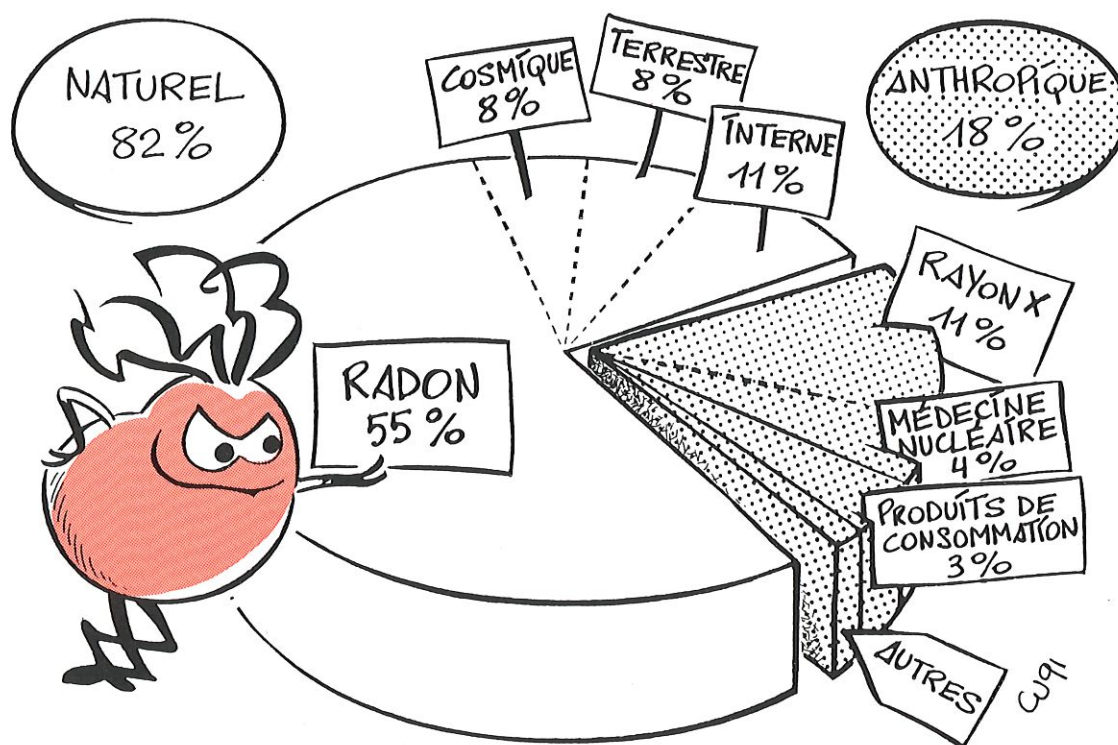 NATUREL
82%
COSMIQUE
8%
TERRESTRE
8%
INTERNE
11%
ANTHROPIQUE
18%
RADON
55%
RAYON X
11%
MÉDECINE
NUCLÉAIRE
4%
PRODUITS DE
CONSOMMATION
3%
AUTRES